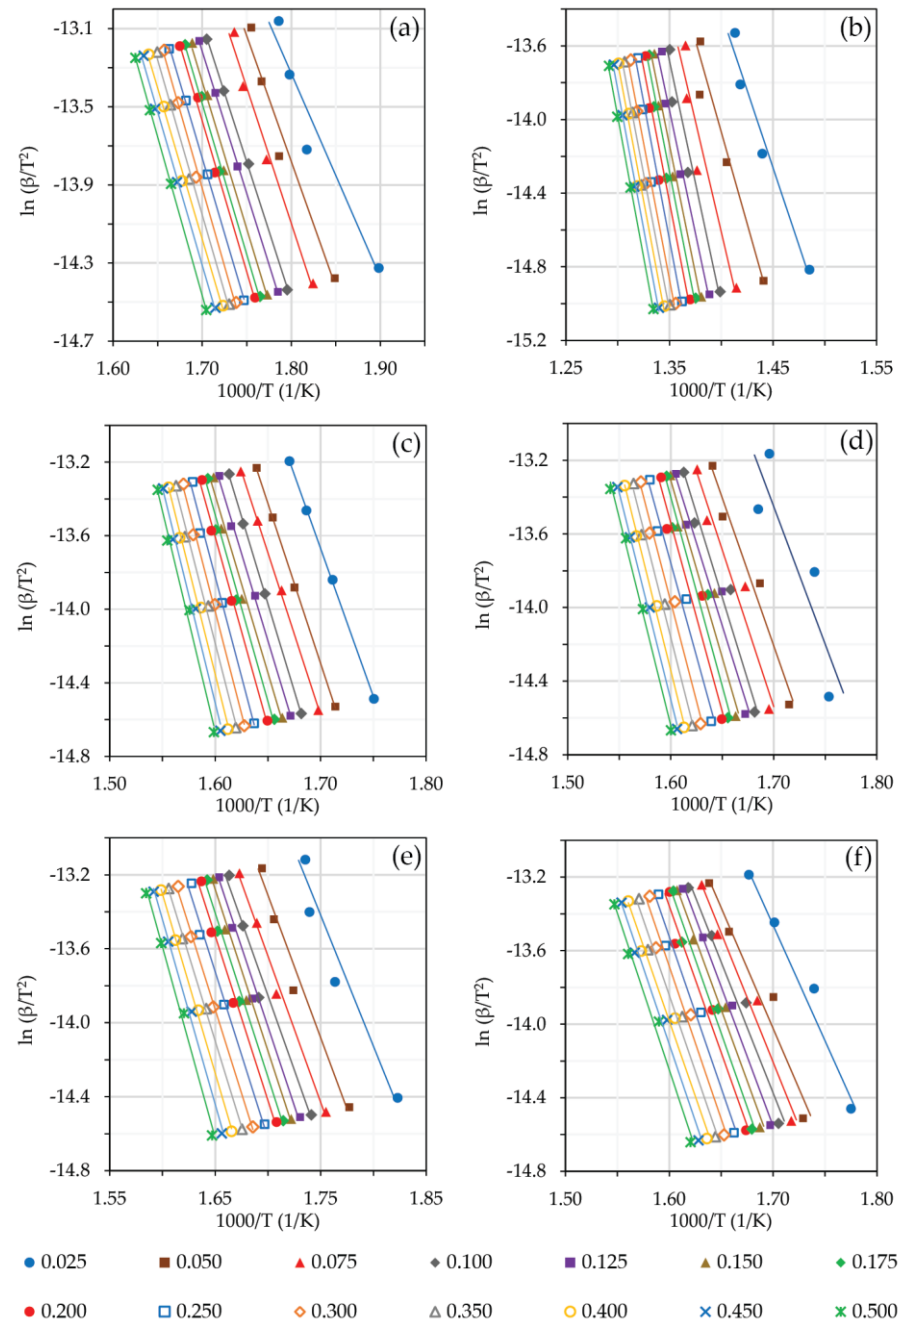 (a)
-13.1
-13.5
-13.9
-14.3
-14.7
ln (β/T²)
1.60 1.70 1.80 1.90
1000/T (1/K)
(b)
-13.6
-14.0
-14.4
-14.8
-15.2
ln (β/T²)
1.25 1.35 1.45 1.55
1000/T (1/K)
(c)
-13.2
-13.6
-14.0
-14.4
-14.8
ln (β/T²)
1.50 1.60 1.70 1.80
1000/T (1/K)
(d)
-13.2
-13.6
-14.0
-14.4
-14.8
ln (β/T²)
1.50 1.60 1.70 1.80
1000/T (1/K)
(e)
-13.2
-13.6
-14.0
-14.4
-14.8
ln (β/T²)
1.55 1.65 1.75 1.85
1000/T (1/K)
(f)
-13.2
-13.6
-14.0
-14.4
-14.8
ln (β/T²)
1.50 1.60 1.70 1.80
1000/T (1/K)
0.025 0.050 0.075 0.100 0.125 0.150 0.175
0.200 0.250 0.300 0.350 0.400 0.450 0.500